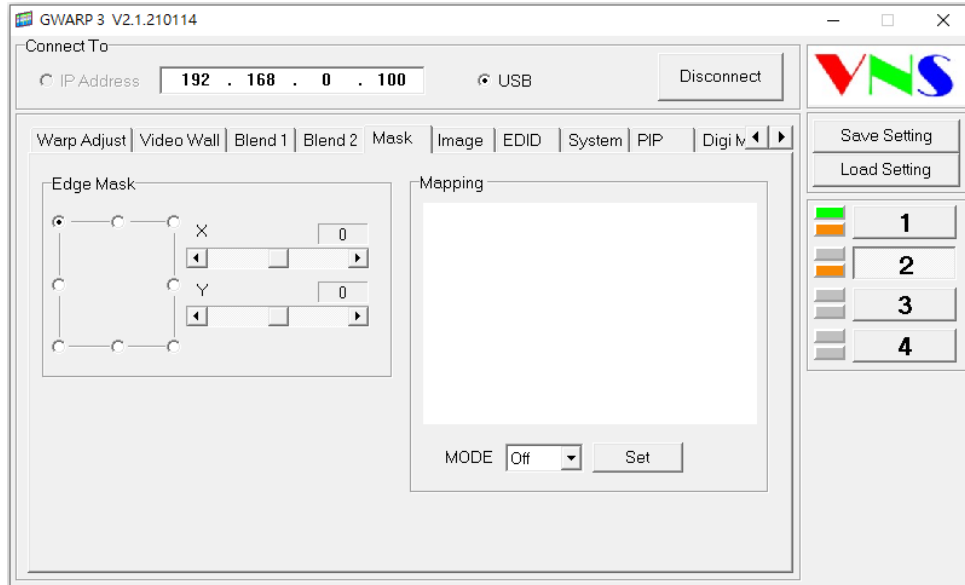 GWARP 3 V2.1.210114
Connect To
IP Address 192 . 168 . 0 . 100 USB Disconnect
VNS
Warp Adjust Video Wall Blend 1 Blend 2 Mask Image EDID System PIP Digi
Save Setting
Load Setting
Edge Mask
X 0
Y 0
Mapping
MODE Off Set
1
2
3
4